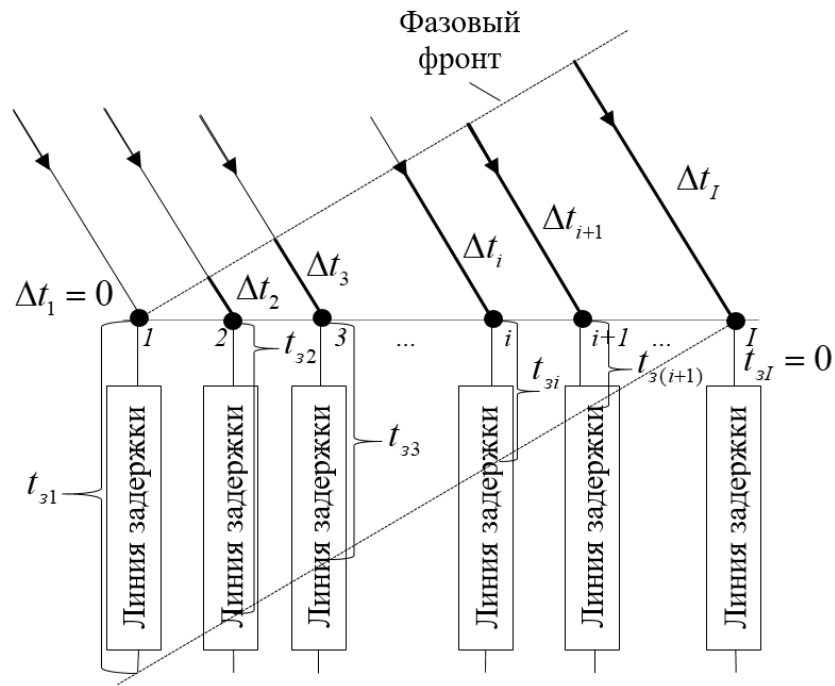 Фазовый
фронт
Δt_I
Δt_{i+1}
Δt_i
Δt_3
Δt_2
Δt_1 = 0
1
2
3
...
i
i+1
...
I
t_{з2}
t_{зi}
t_{з(i+1)}
t_{зI} = 0
t_{з3}
t_{з1}
Линия задержки
Линия задержки
Линия задержки
Линия задержки
Линия задержки
Линия задержки